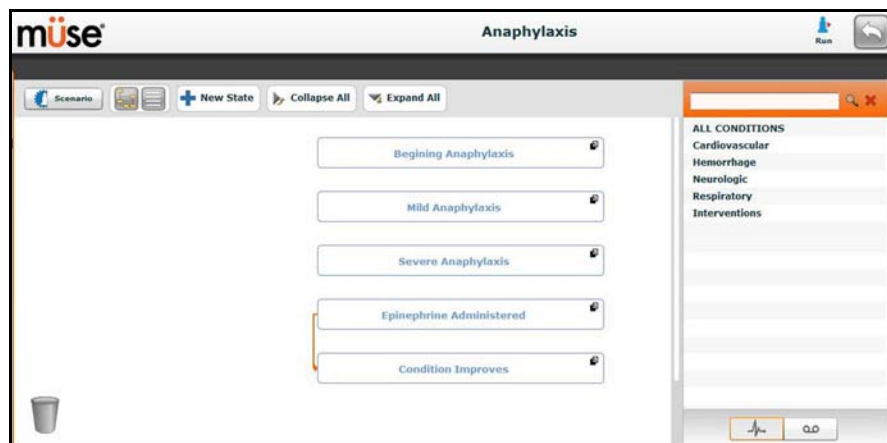 müse
Anaphylaxis
Run
Scenario
New State
Collapse All
Expand All
Begining Anaphylaxis
Mild Anaphylaxis
Severe Anaphylaxis
Epinephrine Administered
Condition Improves
ALL CONDITIONS
Cardiovascular
Hemorrhage
Neurologic
Respiratory
Interventions